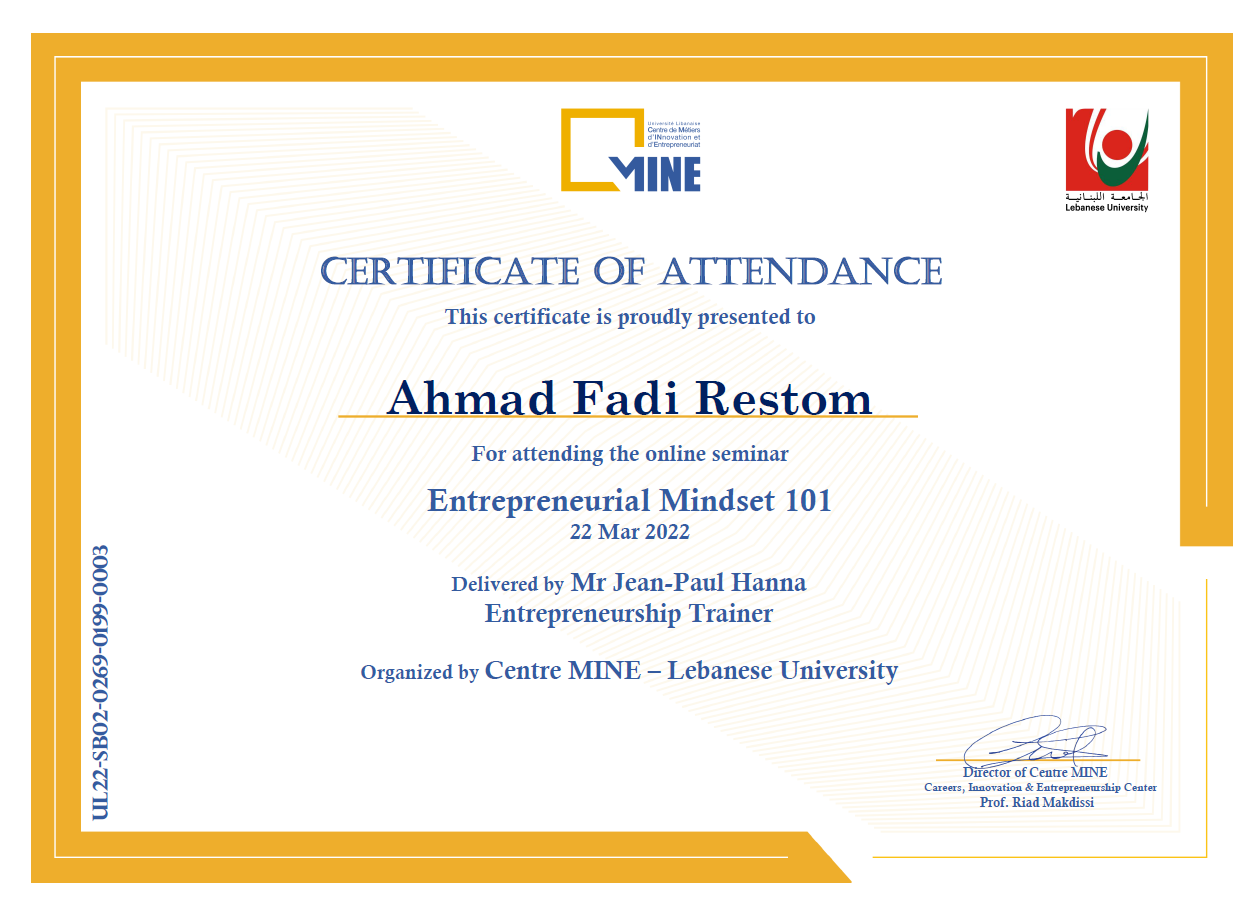 Université Libanaise
Centre de Métiers
d'INnovation et
d'Entrepreneuriat
MINE
الجامعة اللبنانية
Lebanese University
CERTIFICATE OF ATTENDANCE
This certificate is proudly presented to
Ahmad Fadi Restom
For attending the online seminar
Entrepreneurial Mindset 101
22 Mar 2022
Delivered by Mr Jean-Paul Hanna
Entrepreneurship Trainer
Organized by Centre MINE – Lebanese University
UL22-SB02-0269-0199-0003
Director of Centre MINE
Careers, Innovation & Entrepreneurship Center
Prof. Riad Makdissi